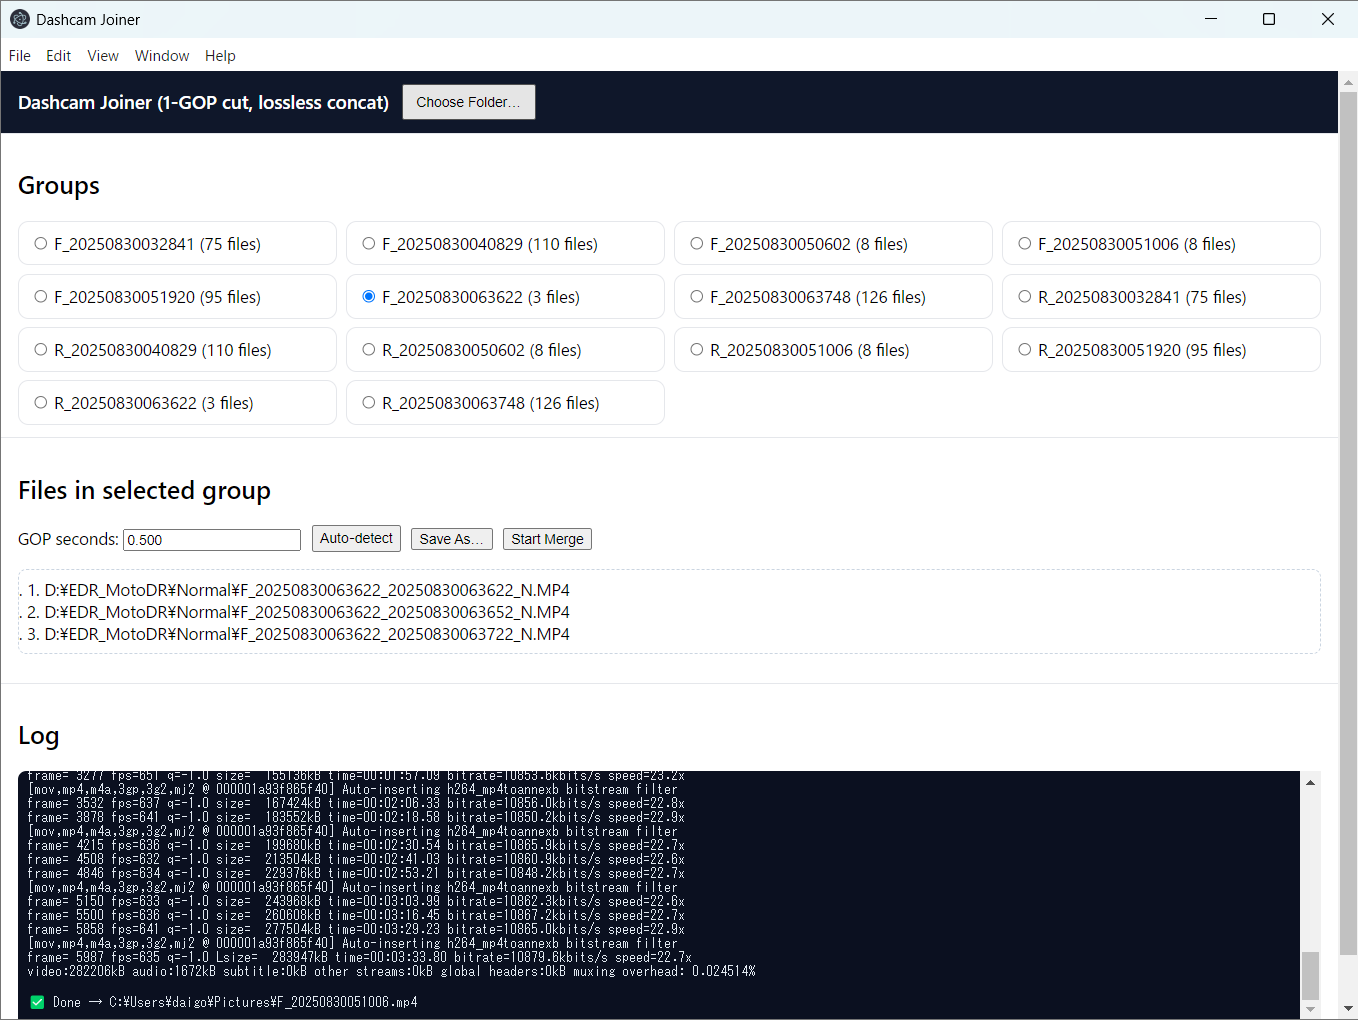 Dashcam Joiner
File Edit View Window Help
Dashcam Joiner (1-GOP cut, lossless concat) Choose Folder…
Groups
F_20250830032841 (75 files) F_20250830040829 (110 files) F_20250830050602 (8 files) F_20250830051006 (8 files)
F_20250830051920 (95 files) F_20250830063622 (3 files) F_20250830063748 (126 files) R_20250830032841 (75 files)
R_20250830040829 (110 files) R_20250830050602 (8 files) R_20250830051006 (8 files) R_20250830051920 (95 files)
R_20250830063622 (3 files) R_20250830063748 (126 files)
Files in selected group
GOP seconds: 0.500 Auto-detect Save As… Start Merge
. 1. D:¥EDR_MotoDR¥Normal¥F_20250830063622_20250830063622_N.MP4
. 2. D:¥EDR_MotoDR¥Normal¥F_20250830063622_20250830063652_N.MP4
. 3. D:¥EDR_MotoDR¥Normal¥F_20250830063622_20250830063722_N.MP4
Log
frame= 3277 fps=651 q=-1.0 size=  155136kB time=00:01:57.09 bitrate=10853.6kbits/s speed=23.2x
[mov,mp4,m4a,3gp,3g2,mj2 @ 000001a93f865f40] Auto-inserting h264_mp4toannexb bitstream filter
frame= 3532 fps=637 q=-1.0 size=  167424kB time=00:02:06.33 bitrate=10856.0kbits/s speed=22.8x
frame= 3878 fps=641 q=-1.0 size=  183552kB time=00:02:18.58 bitrate=10850.2kbits/s speed=22.9x
[mov,mp4,m4a,3gp,3g2,mj2 @ 000001a93f865f40] Auto-inserting h264_mp4toannexb bitstream filter
frame= 4215 fps=636 q=-1.0 size=  199680kB time=00:02:30.54 bitrate=10865.9kbits/s speed=22.7x
frame= 4508 fps=632 q=-1.0 size=  213504kB time=00:02:41.03 bitrate=10860.9kbits/s speed=22.6x
frame= 4846 fps=634 q=-1.0 size=  229376kB time=00:02:53.21 bitrate=10848.2kbits/s speed=22.7x
[mov,mp4,m4a,3gp,3g2,mj2 @ 000001a93f865f40] Auto-inserting h264_mp4toannexb bitstream filter
frame= 5150 fps=633 q=-1.0 size=  243968kB time=00:03:03.99 bitrate=10862.3kbits/s speed=22.6x
frame= 5500 fps=636 q=-1.0 size=  260608kB time=00:03:16.45 bitrate=10867.2kbits/s speed=22.7x
frame= 5858 fps=641 q=-1.0 size=  277504kB time=00:03:29.23 bitrate=10865.0kbits/s speed=22.9x
[mov,mp4,m4a,3gp,3g2,mj2 @ 000001a93f865f40] Auto-inserting h264_mp4toannexb bitstream filter
frame= 5987 fps=635 q=-1.0 Lsize=  283947kB time=00:03:33.80 bitrate=10879.6kbits/s speed=22.7x
video:282206kB audio:1672kB subtitle:0kB other streams:0kB global headers:0kB muxing overhead: 0.024514%
✅ Done → C:¥Users¥daigo¥Pictures¥F_20250830051006.mp4